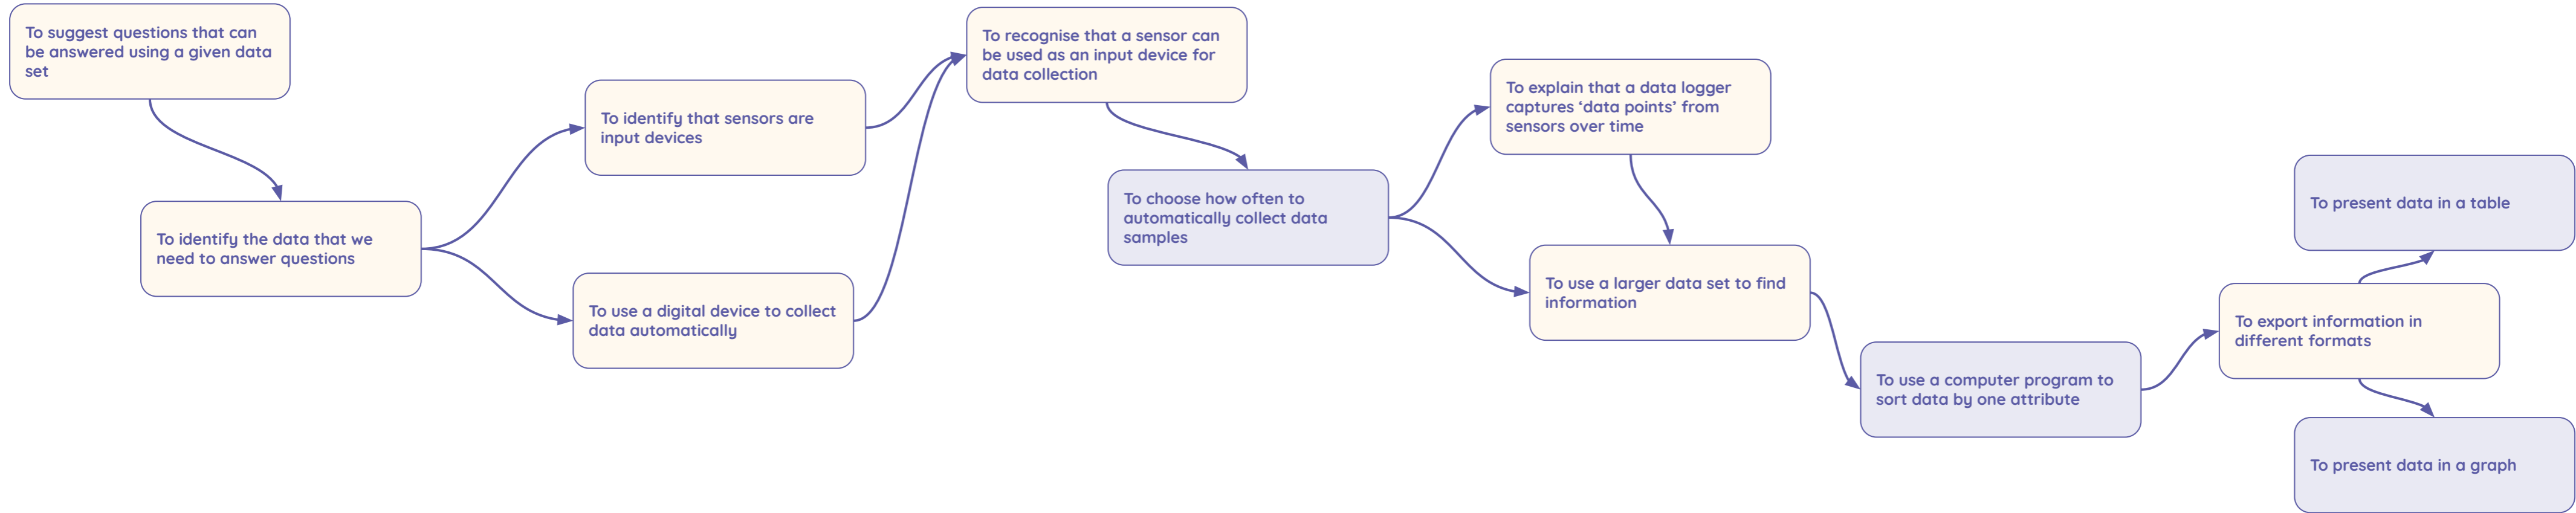 To suggest questions that can
be answered using a given data
set
To identify the data that we
need to answer questions
To identify that sensors are
input devices
To use a digital device to collect
data automatically
To recognise that a sensor can
be used as an input device for
data collection
To choose how often to
automatically collect data
samples
To explain that a data logger
captures ‘data points’ from
sensors over time
To use a larger data set to find
information
To use a computer program to
sort data by one attribute
To export information in
different formats
To present data in a table
To present data in a graph